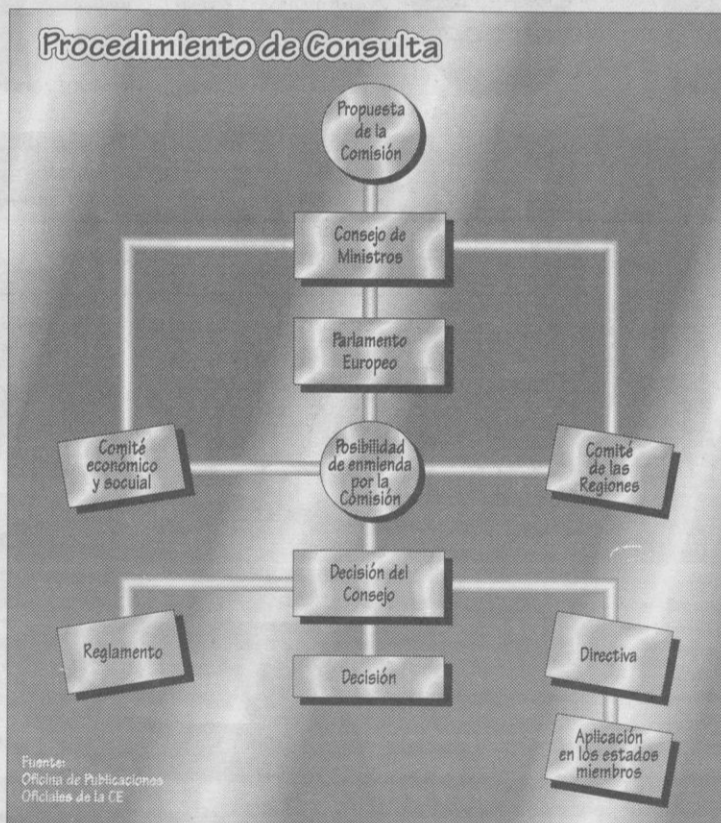 Procedimiento de Consulta
Propuesta
de la
Comisión
Consejo de
Ministros
Parlamento
Europeo
Comité
económico
y socuial
Posibilidad
de enmienda
por la
Comisión
Comité
de las
Regiones
Decisión del
Consejo
Reglamento
Decisión
Directiva
Aplicación
en los estados
miembros
Fuente:
Oficina de Publicaciones
Oficiales de la CE